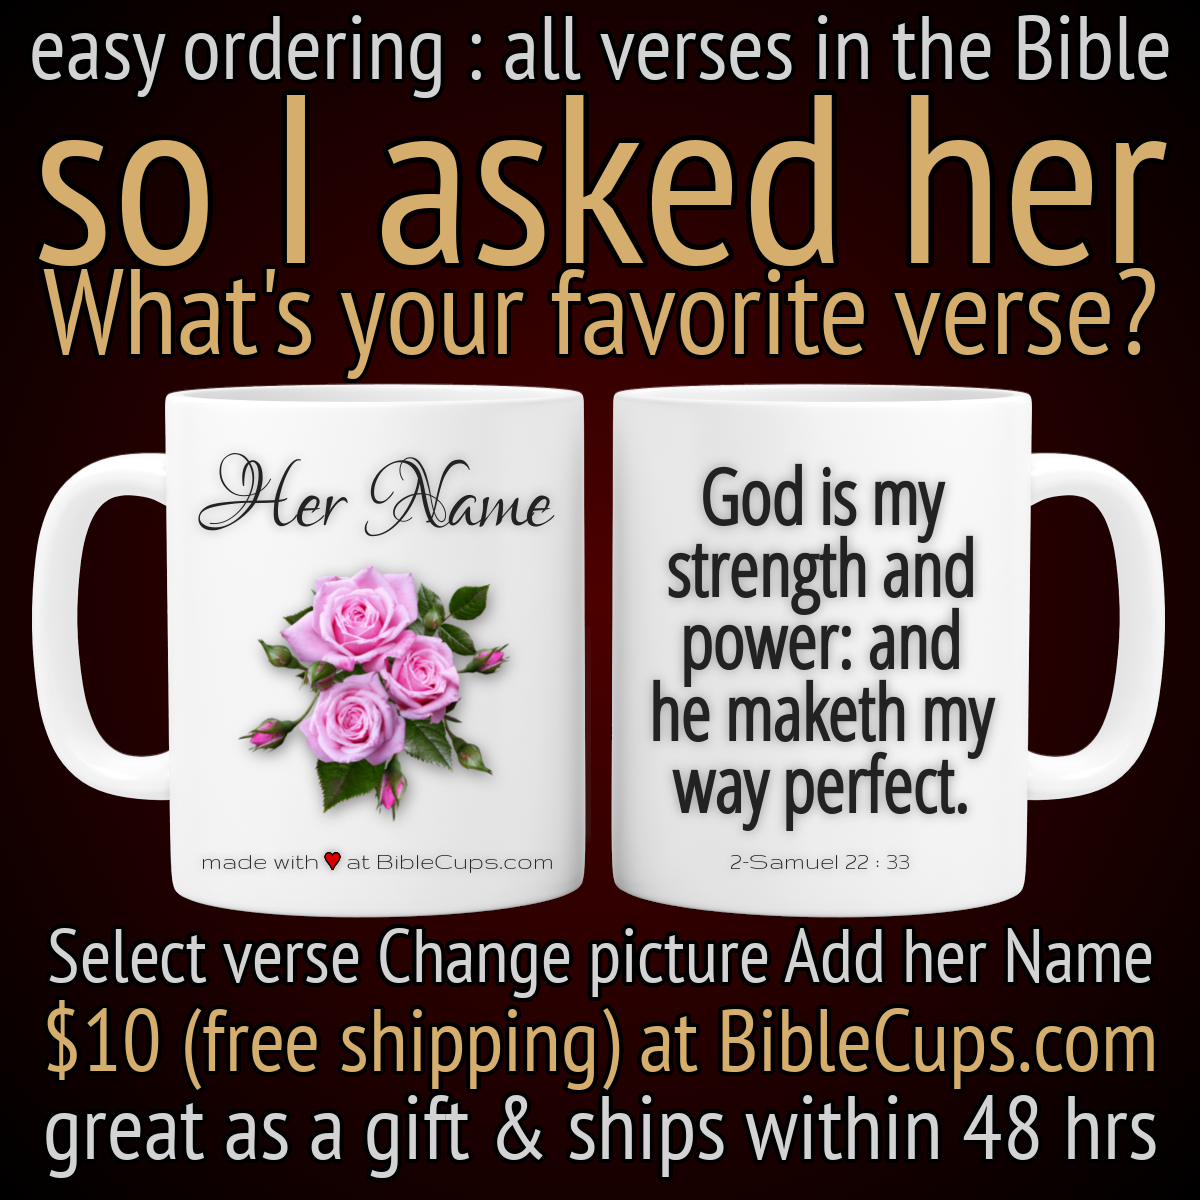 easy ordering : all verses in the Bible
so I asked her
What's your favorite verse?
Her Name
made with ♥ at BibleCups.com
God is my
strength and
power: and
he maketh my
way perfect.
2-Samuel 22 : 33
Select verse Change picture Add her Name
$10 (free shipping) at BibleCups.com
great as a gift & ships within 48 hrs